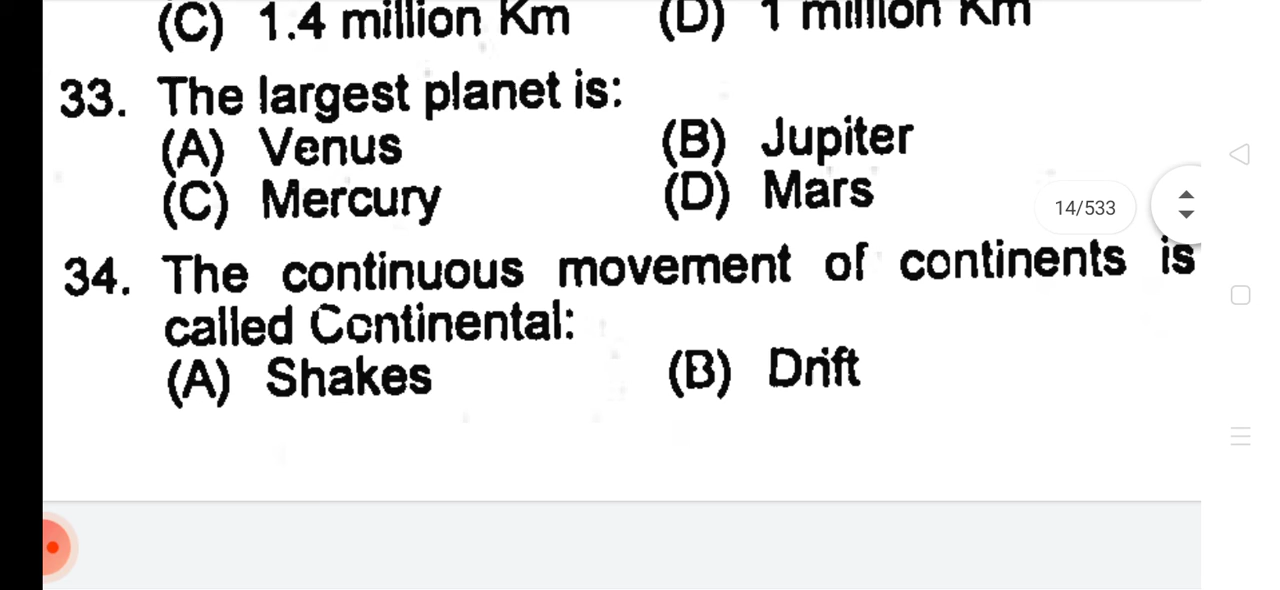 (C) 1.4 million Km (D) 1 million Km
33. The largest planet is:
(A) Venus (B) Jupiter
(C) Mercury (D) Mars
14/533
34. The continuous movement of continents is
called Continental:
(A) Shakes (B) Drift